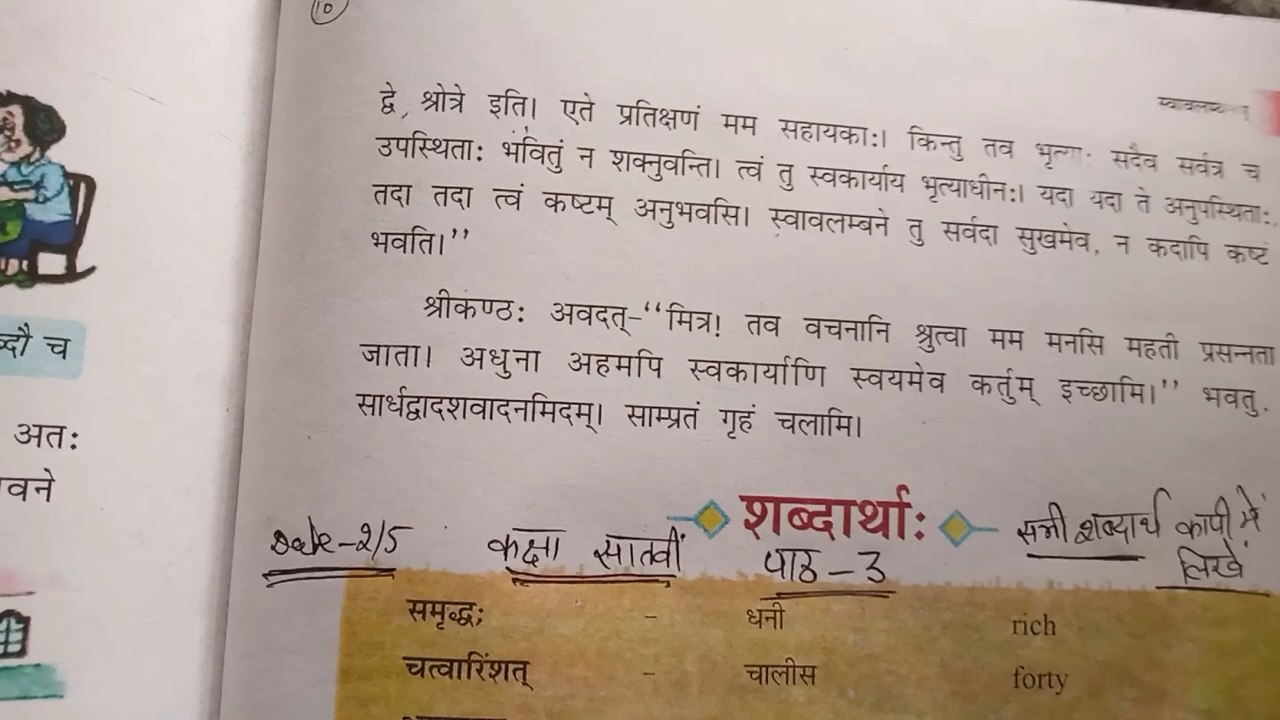 10
स्वावलम्बनम्
द्वे, श्रोत्रे इति। एते प्रतिक्षणं मम सहायकाः। किन्तु तव भृत्याः सदैव सर्वत्र च
उपस्थिताः भवितुं न शक्नुवन्ति। त्वं तु स्वकार्याय भृत्याधीनः। यदा यदा ते अनुपस्थिताः,
तदा तदा त्वं कष्टम् अनुभवसि। स्वावलम्बने तु सर्वदा सुखमेव, न कदापि कष्टं
भवति।”
श्रीकण्ठः अवदत्–“मित्र! तव वचनानि श्रुत्वा मम मनसि महती प्रसन्नता
जाता। अधुना अहमपि स्वकार्याणि स्वयमेव कर्तुम् इच्छामि।” भवतु,
सार्धद्वादशवादनमिदम्। साम्प्रतं गृहं चलामि।
ब्दौ च
अतः
वने
शब्दार्थाः
सभी शब्दार्थ कापी में
लिखें
Date-2/5 कक्षा सातवीं पाठ-3
समृद्धः - धनी rich
चत्वारिंशत् - चालीस forty